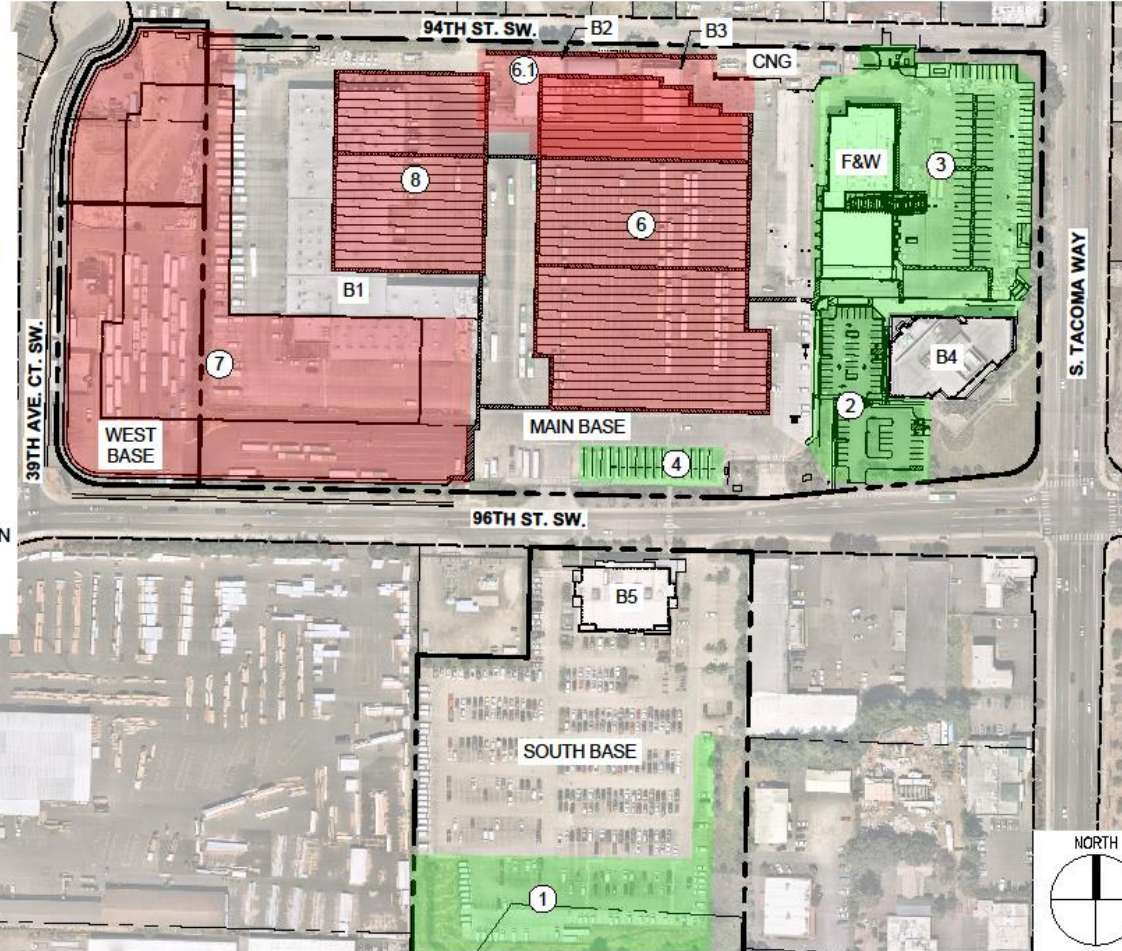 94TH ST. SW.
B2
B3
6.1
CNG
8
F&W
3
6
B1
39TH AVE. CT. SW.
7
B4
S. TACOMA WAY
2
WEST
BASE
MAIN BASE
4
96TH ST. SW.
N
B5
SOUTH BASE
NORTH
1